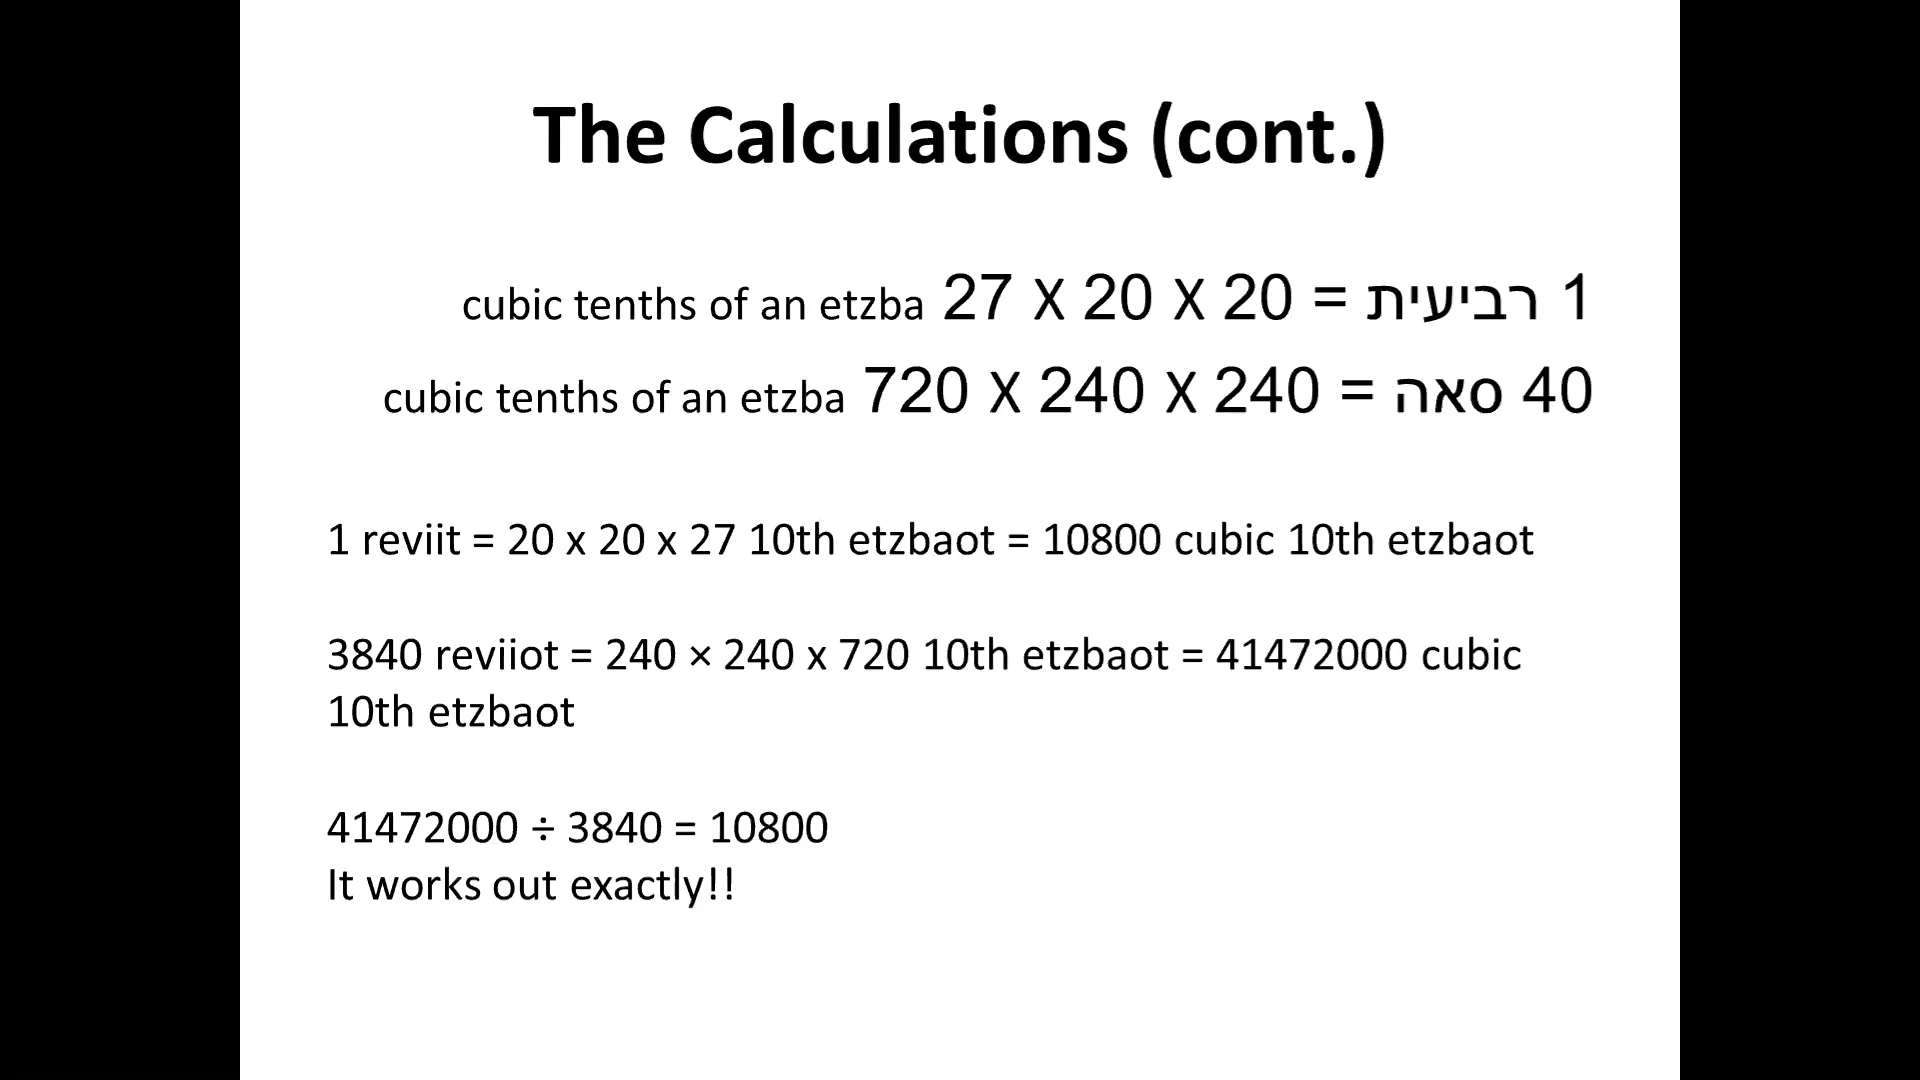 The Calculations (cont.)
1 רביעית = 20 X 20 X 27 cubic tenths of an etzba
40 סאה = 240 X 240 X 720 cubic tenths of an etzba
1 reviit = 20 x 20 x 27 10th etzbaot = 10800 cubic 10th etzbaot
3840 reviiot = 240 × 240 x 720 10th etzbaot = 41472000 cubic
10th etzbaot
41472000 ÷ 3840 = 10800
It works out exactly!!